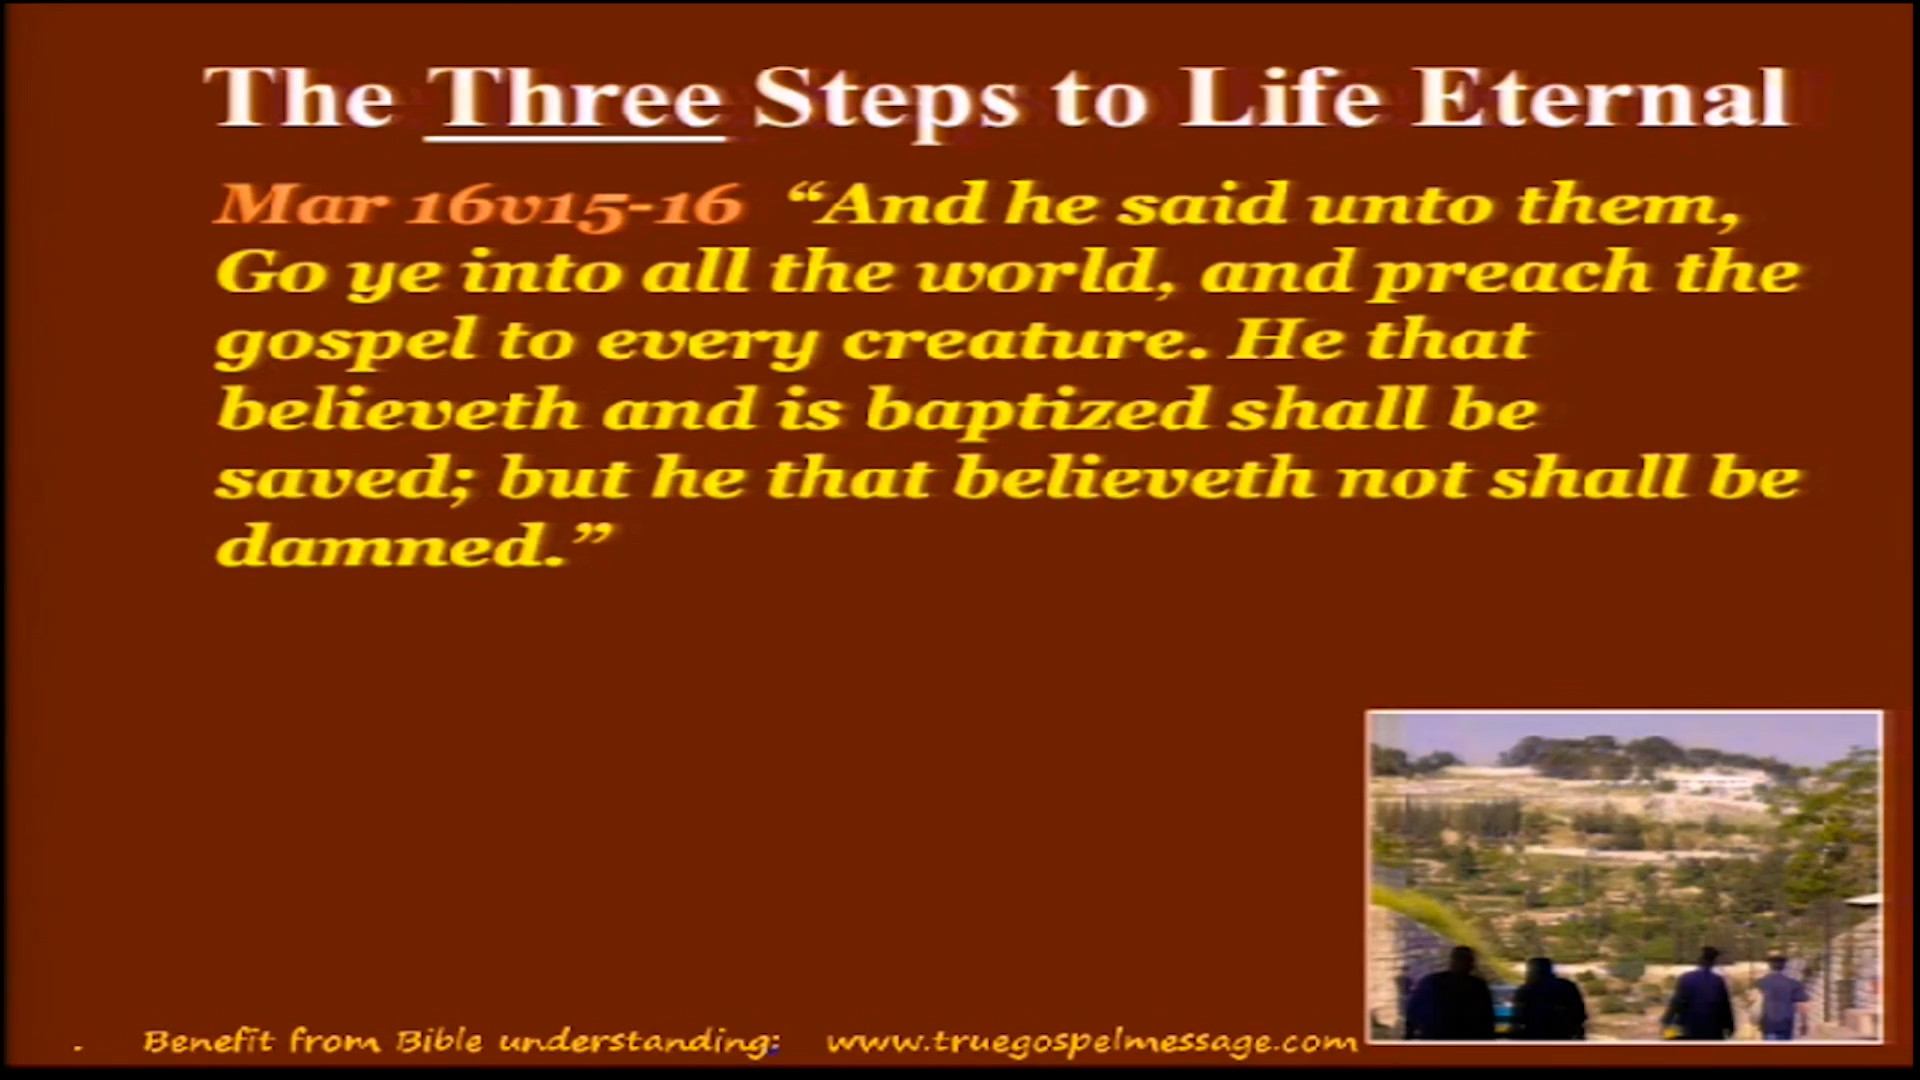 The Three Steps to Life Eternal
Mar 16v15-16 “And he said unto them,
Go ye into all the world, and preach the
gospel to every creature. He that
believeth and is baptized shall be
saved; but he that believeth not shall be
damned.”
. Benefit from Bible understanding: www.truegospelmessage.com